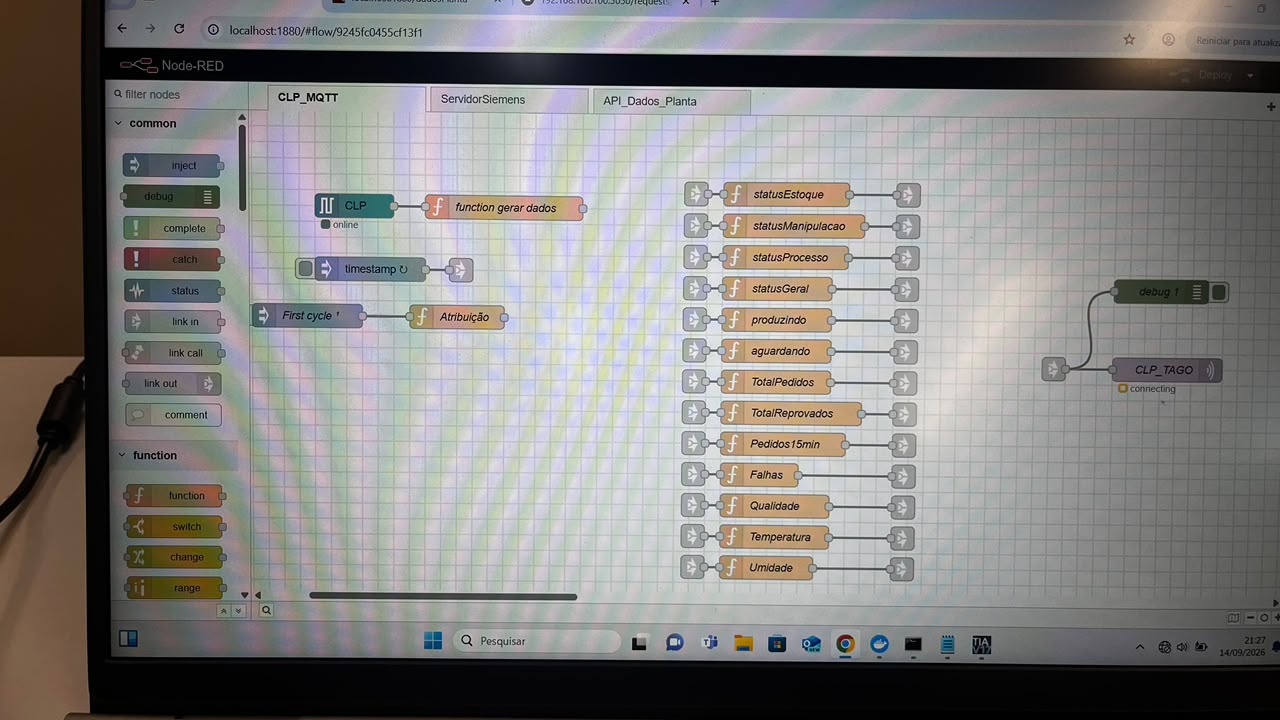 localhost:1880/#flow/9245fc0455cf13f1
Node-RED
Deploy
filter nodes
CLP_MQTT
ServidorSiemens
API_Dados_Planta
common
inject
debug
complete
catch
status
link in
link call
link out
comment
function
function
switch
change
range
CLP
online
function gerar dados
timestamp ↻
First cycle ¹
Atribuição
statusEstoque
statusManipulacao
statusProcesso
statusGeral
produzindo
aguardando
TotalPedidos
TotalReprovados
Pedidos15min
Falhas
Qualidade
Temperatura
Umidade
debug 1
CLP_TAGO
connecting
Pesquisar
21:27
14/09/2026